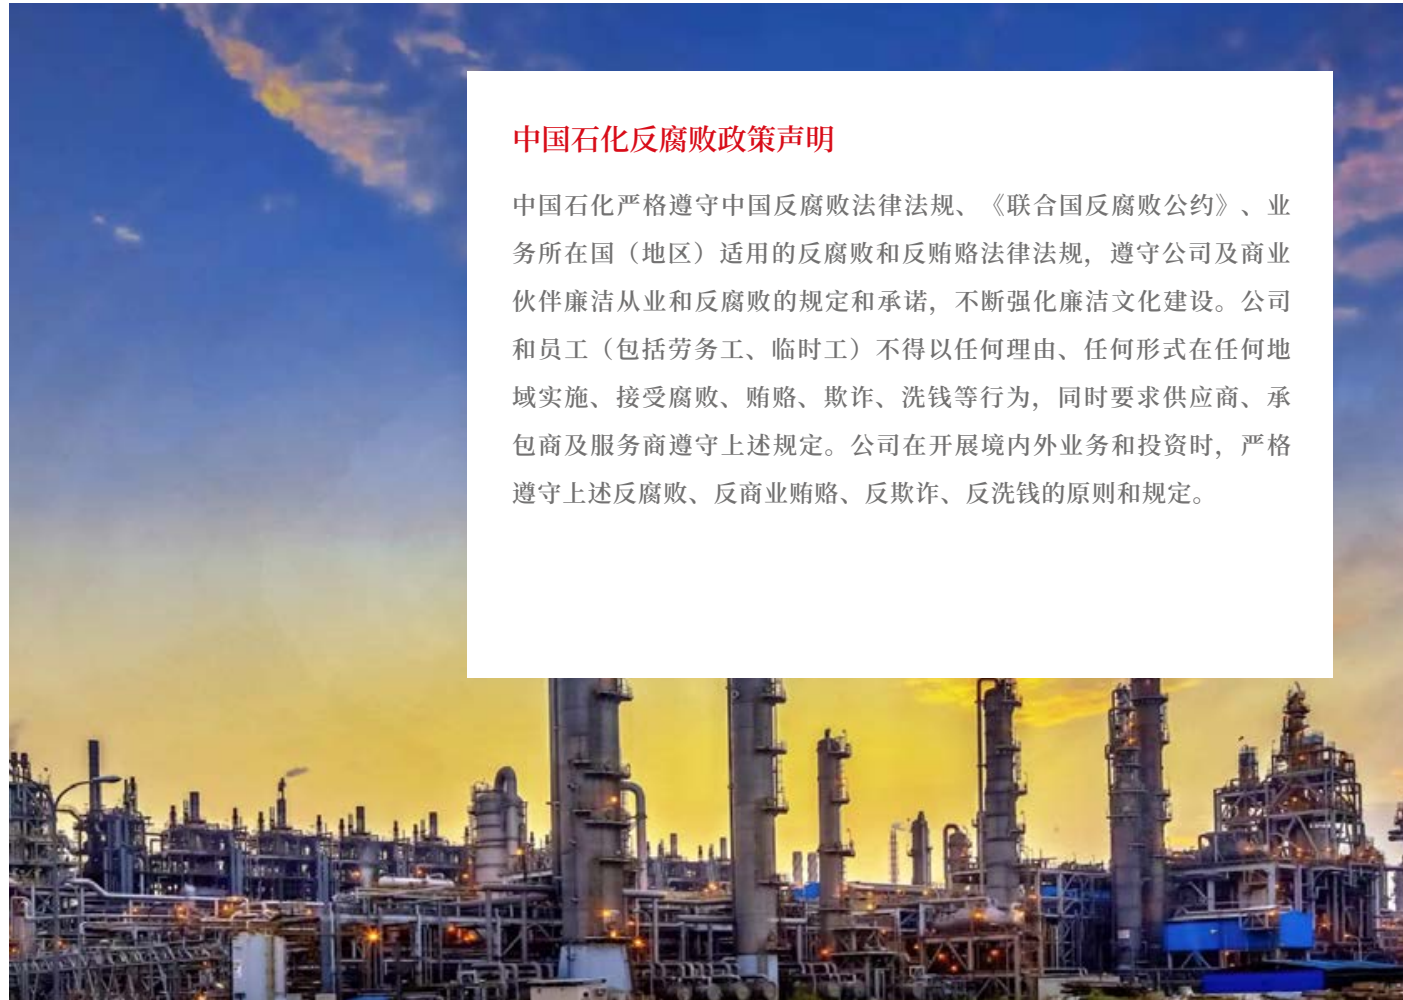 中国石化反腐败政策声明
中国石化严格遵守中国反腐败法律法规、《联合国反腐败公约》、业
务所在国（地区）适用的反腐败和反贿赂法律法规，遵守公司及商业
伙伴廉洁从业和反腐败的规定和承诺，不断强化廉洁文化建设。公司
和员工（包括劳务工、临时工）不得以任何理由、任何形式在任何地
域实施、接受腐败、贿赂、欺诈、洗钱等行为，同时要求供应商、承
包商及服务商遵守上述规定。公司在开展境内外业务和投资时，严格
遵守上述反腐败、反商业贿赂、反欺诈、反洗钱的原则和规定。